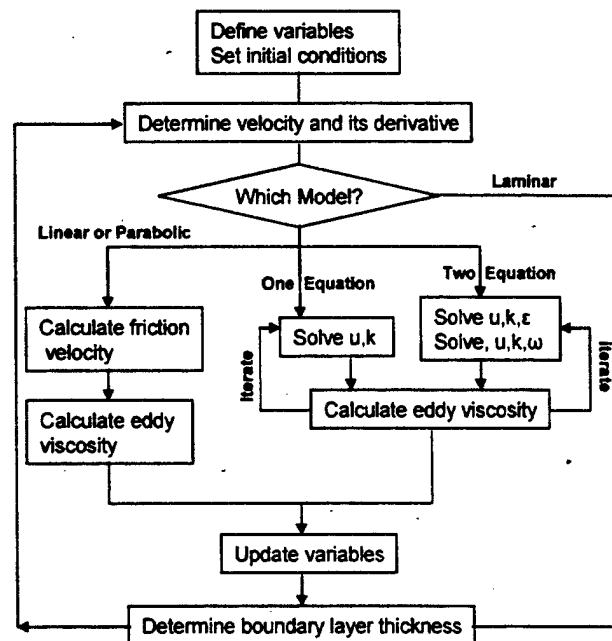 Define variables
Set initial conditions
Determine velocity and its derivative
Which Model?
Laminar
Linear or Parabolic
One Equation
Two Equation
Calculate friction
velocity
Solve u,k
Solve u,k,ε
Solve, u,k,ω
iterate
iterate
Calculate eddy
viscosity
Calculate eddy viscosity
Update variables
Determine boundary layer thickness